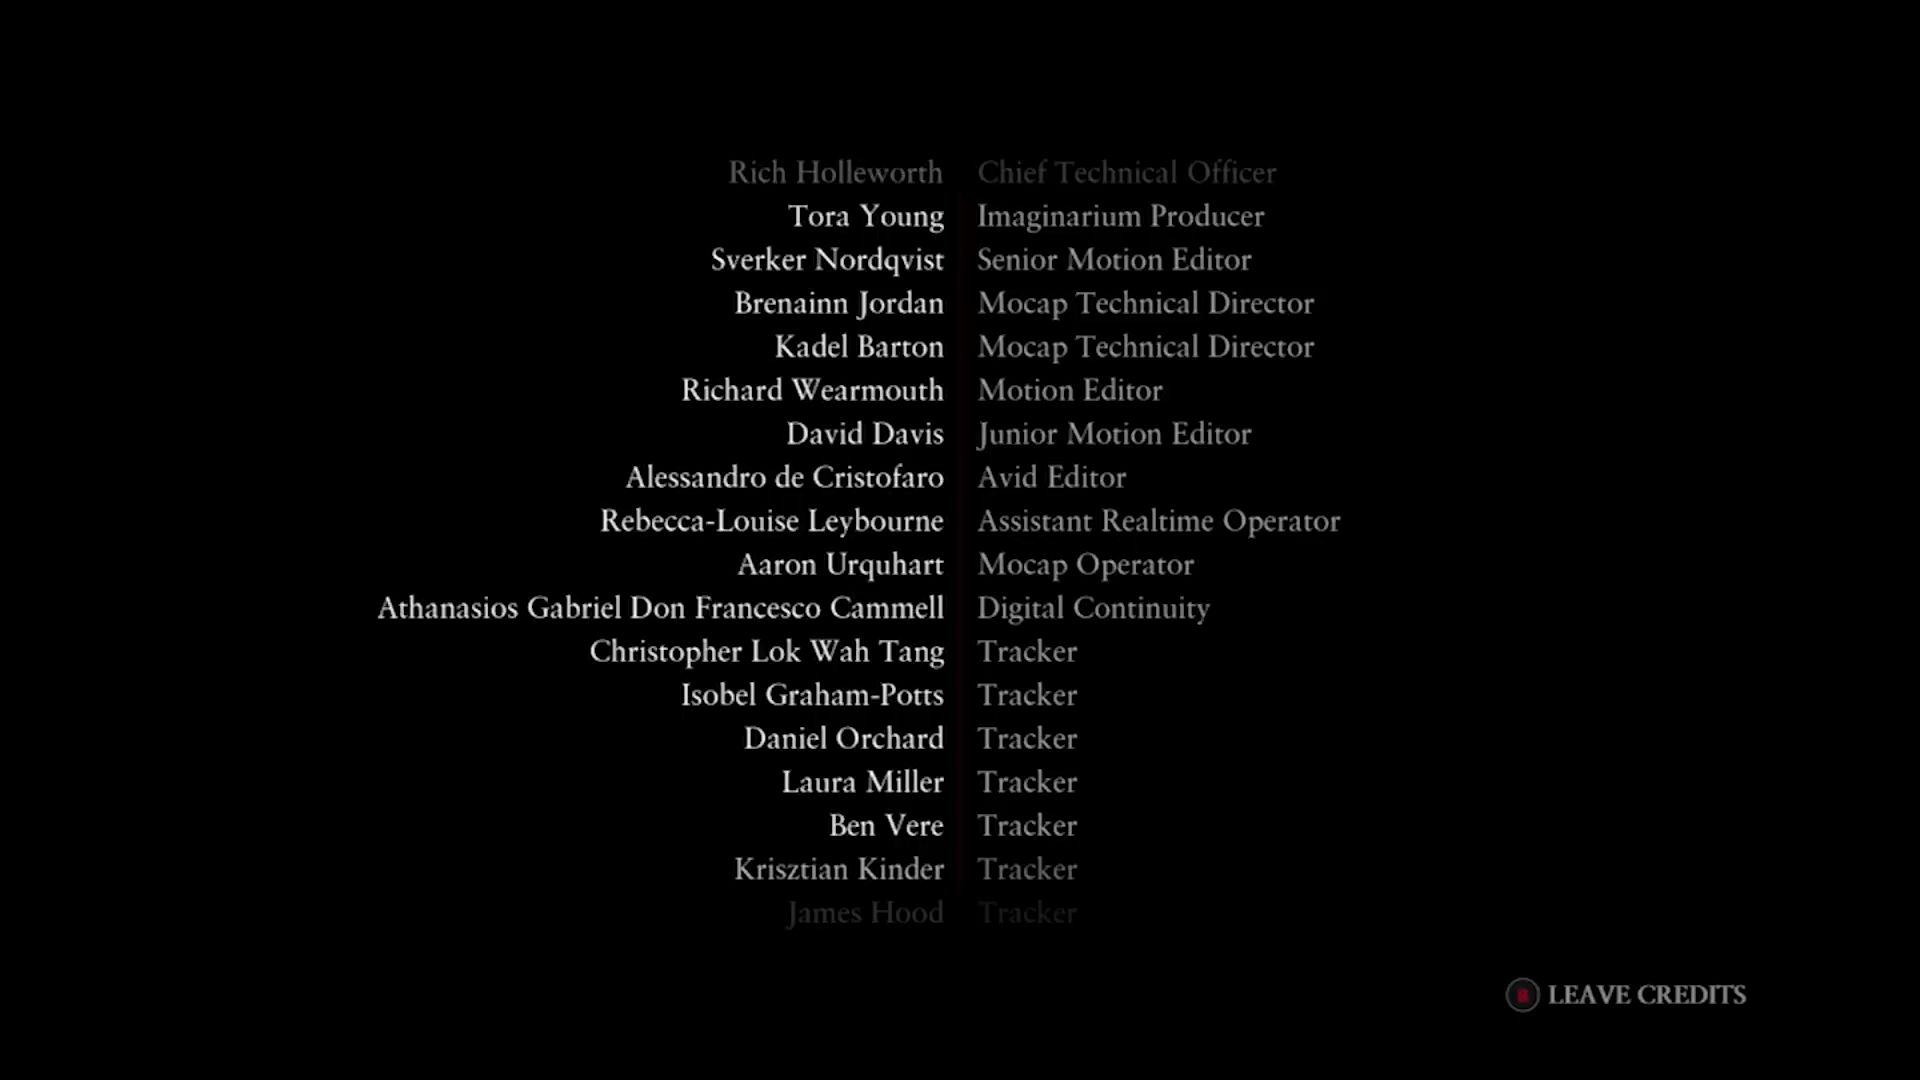 Rich Holleworth Chief Technical Officer
Tora Young Imaginarium Producer
Sverker Nordqvist Senior Motion Editor
Brenainn Jordan Mocap Technical Director
Kadel Barton Mocap Technical Director
Richard Wearmouth Motion Editor
David Davis Junior Motion Editor
Alessandro de Cristofaro Avid Editor
Rebecca-Louise Leybourne Assistant Realtime Operator
Aaron Urquhart Mocap Operator
Athanasios Gabriel Don Francesco Cammell Digital Continuity
Christopher Lok Wah Tang Tracker
Isobel Graham-Potts Tracker
Daniel Orchard Tracker
Laura Miller Tracker
Ben Vere Tracker
Krisztian Kinder Tracker
James Hood Tracker
LEAVE CREDITS